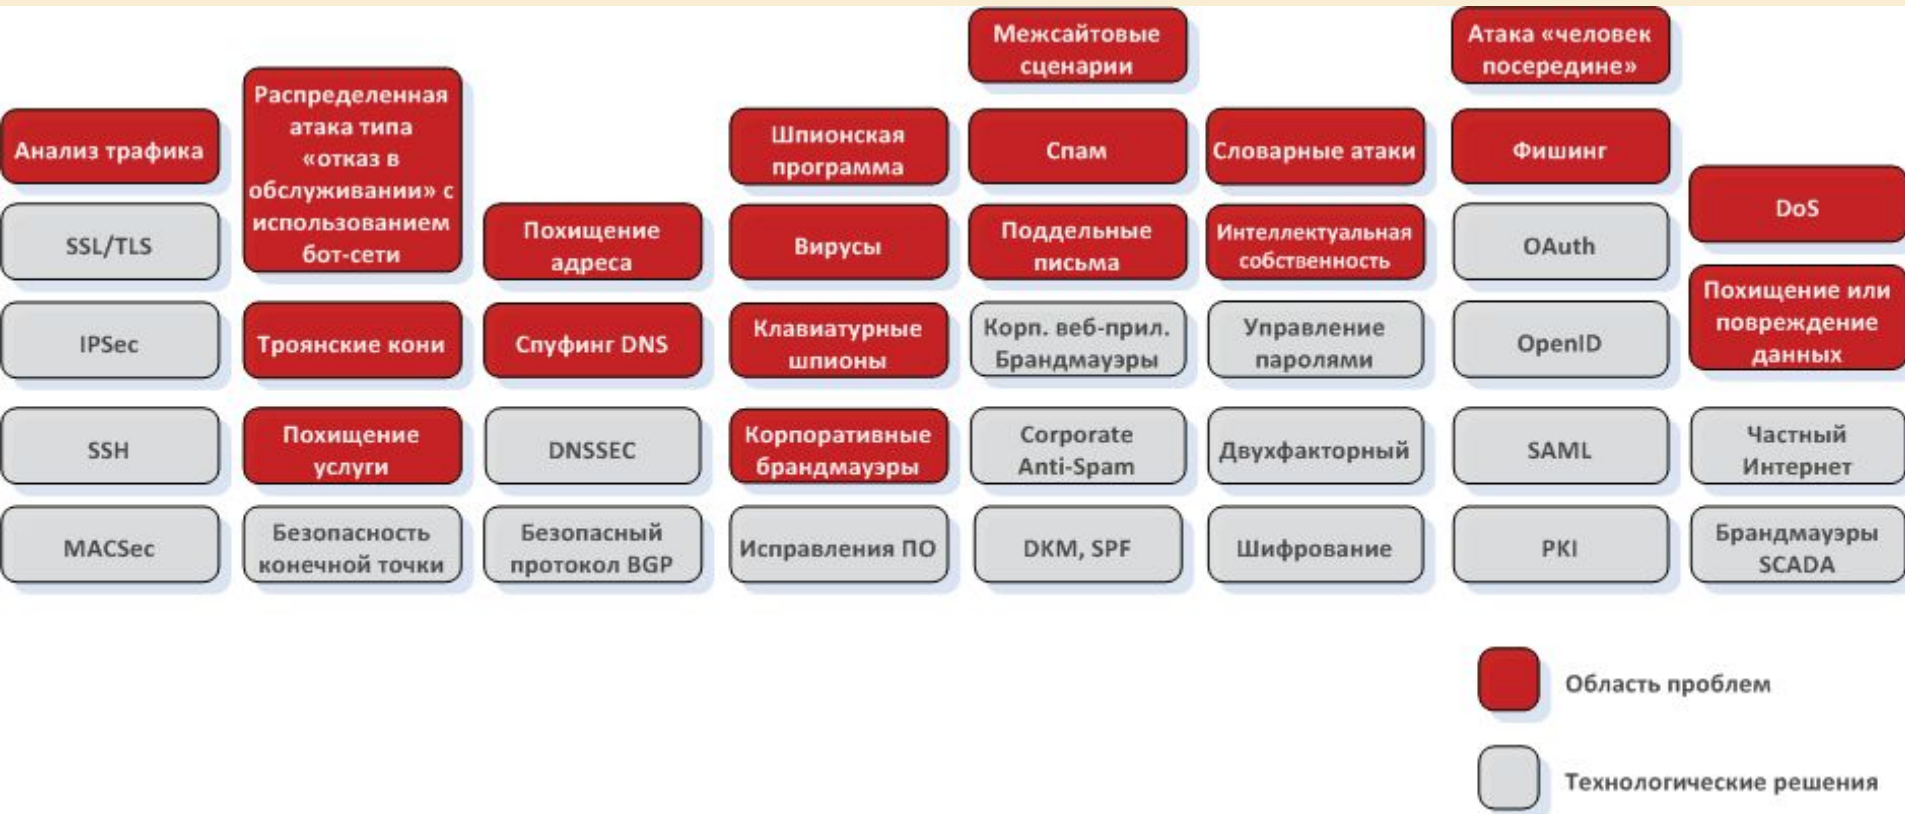 Анализ трафика
SSL/TLS
IPSec
SSH
MACSec
Распределенная
атака типа
«отказ в
обслуживании» с
использованием
бот-сети
Троянские кони
Похищение
услуги
Безопасность
конечной точки
Похищение
адреса
Спуфинг DNS
DNSSEC
Безопасный
протокол BGP
Шпионская
программа
Вирусы
Клавиатурные
шпионы
Корпоративные
брандмауэры
Исправления ПО
Межсайтовые
сценарии
Спам
Поддельные
письма
Корп. веб-прил.
Брандмауэры
Corporate
Anti-Spam
DKM, SPF
Словарные атаки
Интеллектуальная
собственность
Управление
паролями
Двухфакторный
Шифрование
Атака «человек
посередине»
Фишинг
OAuth
OpenID
SAML
PKI
DoS
Похищение или
повреждение
данных
Частный
Интернет
Брандмауэры
SCADA
Область проблем
Технологические решения